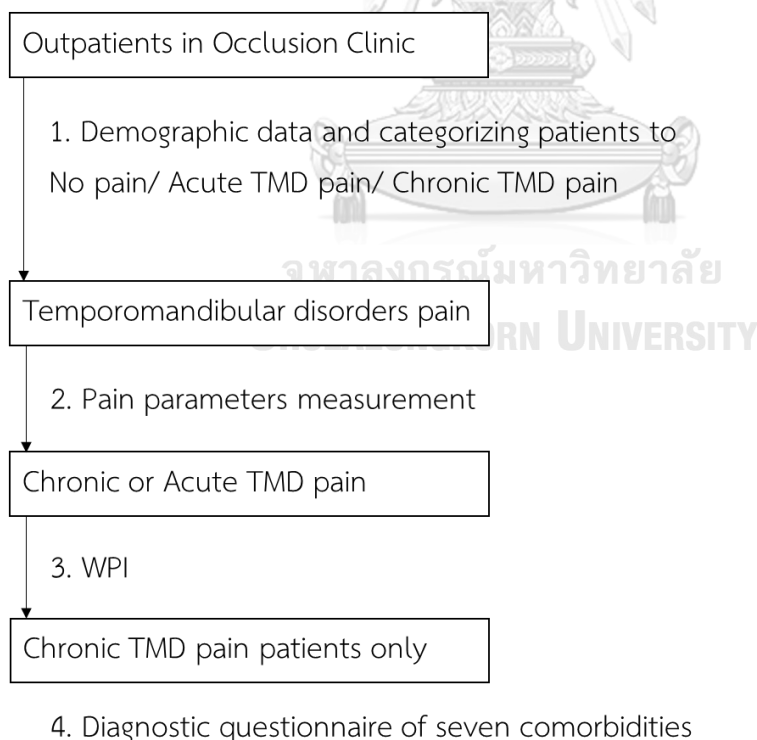 Outpatients in Occlusion Clinic
1. Demographic data and categorizing patients to
No pain/ Acute TMD pain/ Chronic TMD pain
จุฬาลงกรณ์มหาวิทยาลัย
Temporomandibular disorders pain
UNIVERSITY
2. Pain parameters measurement
Chronic or Acute TMD pain
3. WPI
Chronic TMD pain patients only
4. Diagnostic questionnaire of seven comorbidities